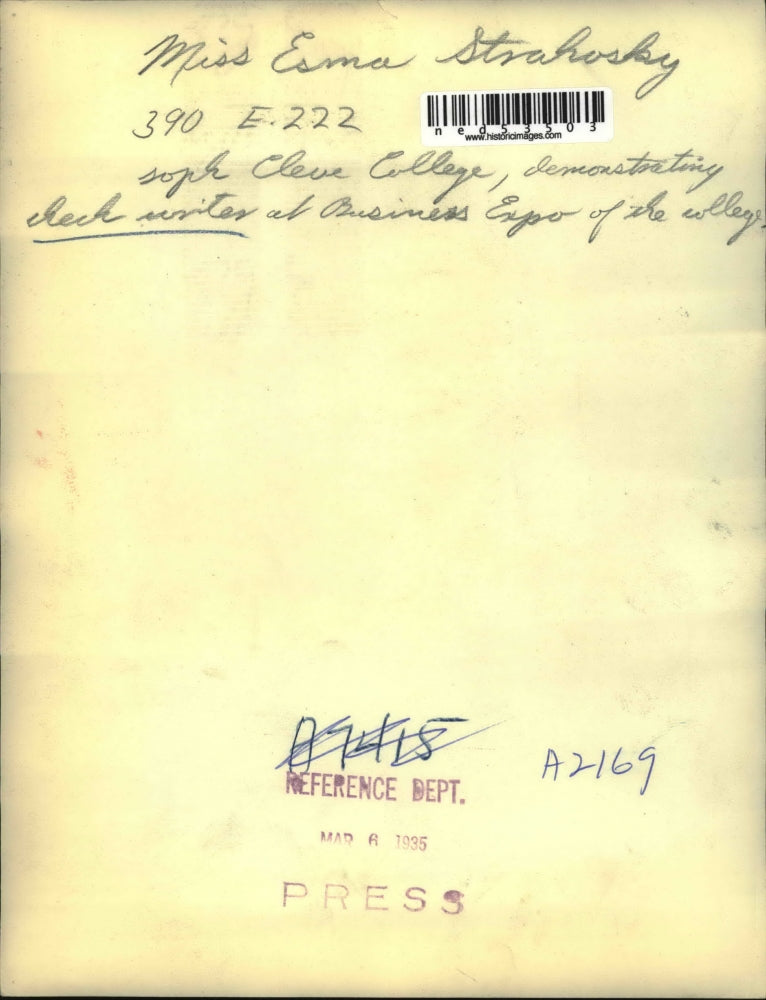 Miss Esma Strahosky
390 E. 222
ned53503
www.historicimages.com
soph Cleve College, demonstrating
check writer at Business Expo of the college.
A7415
REFERENCE DEPT.
A2169
MAR 6 1935
PRESS